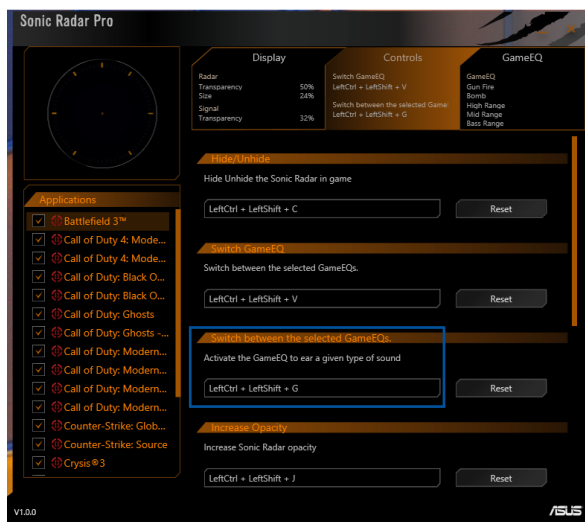 Sonic Radar Pro
Display
Radar
Transparency 50%
Size 24%
Signal
Transparency 32%
Controls
Switch GameEQ
LeftCtrl + LeftShift + V
Switch between the selected Game
LeftCtrl + LeftShift + G
GameEQ
GameEQ
Gun Fire
Bomb
High Range
Mid Range
Bass Range
Applications
Battlefield 3™
Call of Duty 4: Mode...
Call of Duty 4: Mode...
Call of Duty: Black O...
Call of Duty: Black O...
Call of Duty: Ghosts
Call of Duty: Ghosts -...
Call of Duty: Modern...
Call of Duty: Modern...
Call of Duty: Modern...
Call of Duty: Modern...
Counter-Strike: Glob...
Counter-Strike: Source
Crysis®3
Hide/Unhide
Hide Unhide the Sonic Radar in game
LeftCtrl + LeftShift + C
Reset
Switch GameEQ
Switch between the selected GameEQs.
LeftCtrl + LeftShift + V
Reset
Switch between the selected GameEQs.
Activate the GameEQ to ear a given type of sound
LeftCtrl + LeftShift + G
Reset
Increase Opacity
Increase Sonic Radar opacity
LeftCtrl + LeftShift + J
Reset
V1.0.0
ASUS